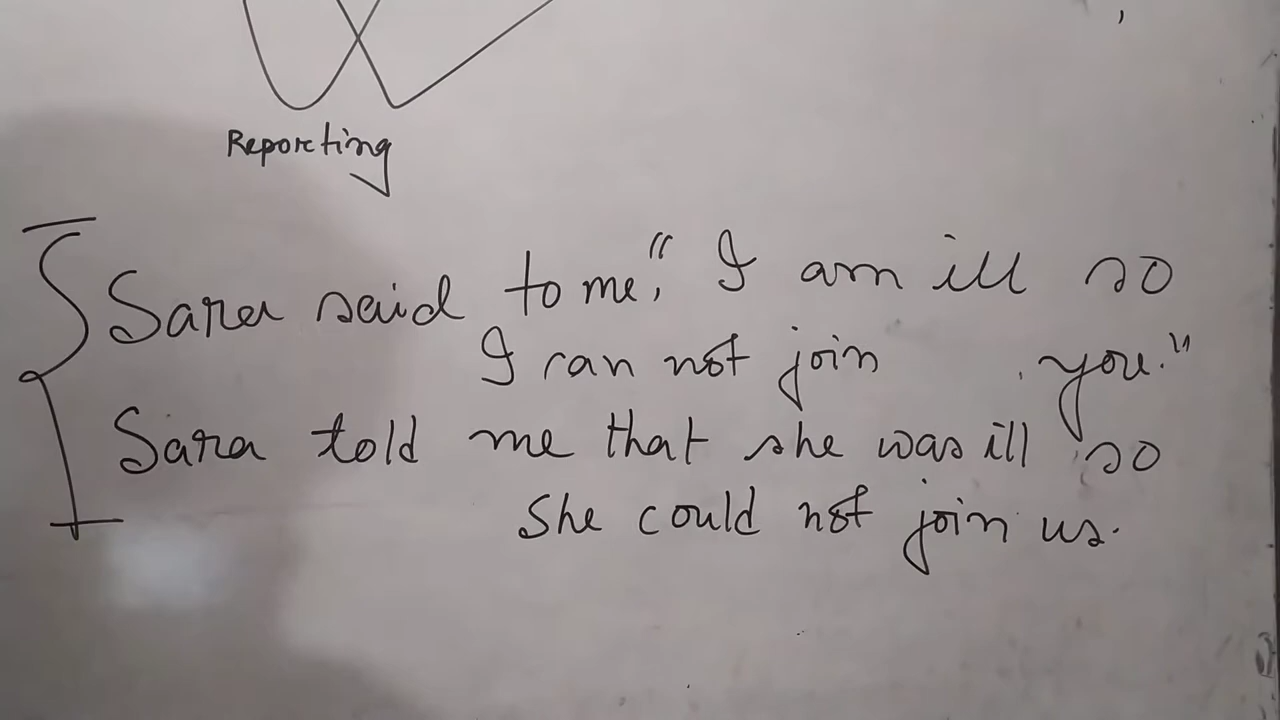 Reporting
Sara said to me, "I am ill so
I can not join you."
Sara told me that she was ill so
She could not join us.